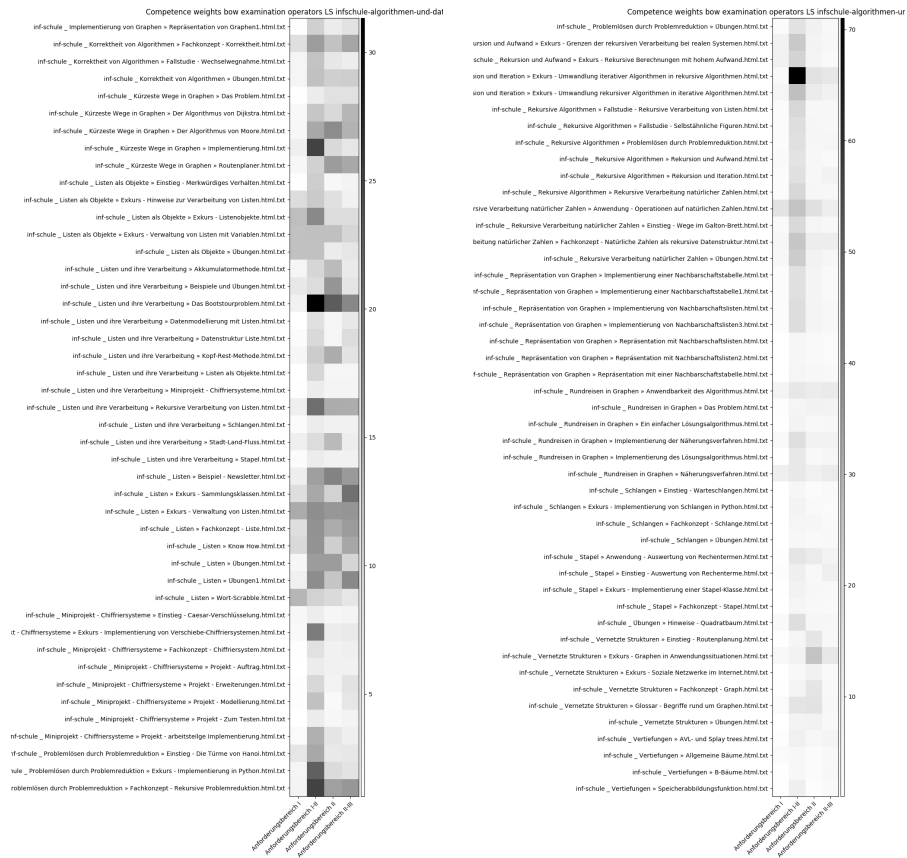 Competence weights bow examination operators LS infschule-algorithmen-und-dat
inf-schule _ Implementierung von Graphen » Repräsentation von Graphen1.html.txt
inf-schule _ Korrektheit von Algorithmen » Fachkonzept - Korrektheit.html.txt
inf-schule _ Korrektheit von Algorithmen » Fallstudie - Wechselwegnahme.html.txt
inf-schule _ Korrektheit von Algorithmen » Übungen.html.txt
inf-schule _ Kürzeste Wege in Graphen » Das Problem.html.txt
inf-schule _ Kürzeste Wege in Graphen » Der Algorithmus von Dijkstra.html.txt
inf-schule _ Kürzeste Wege in Graphen » Der Algorithmus von Moore.html.txt
inf-schule _ Kürzeste Wege in Graphen » Implementierung.html.txt
inf-schule _ Kürzeste Wege in Graphen » Routenplaner.html.txt
inf-schule _ Listen als Objekte » Einstieg - Merkwürdiges Verhalten.html.txt
inf-schule _ Listen als Objekte » Exkurs - Hinweise zur Verarbeitung von Listen.html.txt
inf-schule _ Listen als Objekte » Exkurs - Listenobjekte.html.txt
inf-schule _ Listen als Objekte » Exkurs - Verwaltung von Listen mit Variablen.html.txt
inf-schule _ Listen als Objekte » Übungen.html.txt
inf-schule _ Listen und ihre Verarbeitung » Akkumulatormethode.html.txt
inf-schule _ Listen und ihre Verarbeitung » Beispiele und Übungen.html.txt
inf-schule _ Listen und ihre Verarbeitung » Das Bootstourproblem.html.txt
inf-schule _ Listen und ihre Verarbeitung » Datenmodellierung mit Listen.html.txt
inf-schule _ Listen und ihre Verarbeitung » Datenstruktur Liste.html.txt
inf-schule _ Listen und ihre Verarbeitung » Kopf-Rest-Methode.html.txt
inf-schule _ Listen und ihre Verarbeitung » Listen als Objekte.html.txt
inf-schule _ Listen und ihre Verarbeitung » Miniprojekt - Chiffriersysteme.html.txt
inf-schule _ Listen und ihre Verarbeitung » Rekursive Verarbeitung von Listen.html.txt
inf-schule _ Listen und ihre Verarbeitung » Schlangen.html.txt
inf-schule _ Listen und ihre Verarbeitung » Stadt-Land-Fluss.html.txt
inf-schule _ Listen und ihre Verarbeitung » Stapel.html.txt
inf-schule _ Listen » Beispiel - Newsletter.html.txt
inf-schule _ Listen » Exkurs - Sammlungsklassen.html.txt
inf-schule _ Listen » Exkurs - Verwaltung von Listen.html.txt
inf-schule _ Listen » Fachkonzept - Liste.html.txt
inf-schule _ Listen » Know How.html.txt
inf-schule _ Listen » Übungen.html.txt
inf-schule _ Listen » Übungen1.html.txt
inf-schule _ Listen » Wort-Scrabble.html.txt
inf-schule _ Miniprojekt - Chiffriersysteme » Einstieg - Caesar-Verschlüsselung.html.txt
kt - Chiffriersysteme » Exkurs - Implementierung von Verschiebe-Chiffriersystemen.html.txt
inf-schule _ Miniprojekt - Chiffriersysteme » Fachkonzept - Chiffriersystem.html.txt
inf-schule _ Miniprojekt - Chiffriersysteme » Projekt - Auftrag.html.txt
inf-schule _ Miniprojekt - Chiffriersysteme » Projekt - Erweiterungen.html.txt
inf-schule _ Miniprojekt - Chiffriersysteme » Projekt - Modellierung.html.txt
inf-schule _ Miniprojekt - Chiffriersysteme » Projekt - Zum Testen.html.txt
nf-schule _ Miniprojekt - Chiffriersysteme » Projekt - arbeitsteilige Implementierung.html.txt
nf-schule _ Problemlösen durch Problemreduktion » Einstieg - Die Türme von Hanoi.html.txt
ule _ Problemlösen durch Problemreduktion » Exkurs - Implementierung in Python.html.txt
roblemlösen durch Problemreduktion » Fachkonzept - Rekursive Problemreduktion.html.txt
Anforderungsbereich I
Anforderungsbereich I-II
Anforderungsbereich II
Anforderungsbereich II-III
30
25
20
15
10
5
Competence weights bow examination operators LS infschule-algorithmen-ur
inf-schule _ Problemlösen durch Problemreduktion » Übungen.html.txt
ursion und Aufwand » Exkurs - Grenzen der rekursiven Verarbeitung bei realen Systemen.html.txt
schule _ Rekursion und Aufwand » Exkurs - Rekursive Berechnungen mit hohem Aufwand.html.txt
ion und Iteration » Exkurs - Umwandlung iterativer Algorithmen in rekursive Algorithmen.html.txt
ion und Iteration » Exkurs - Umwandlung rekursiver Algorithmen in iterative Algorithmen.html.txt
inf-schule _ Rekursive Algorithmen » Fallstudie - Rekursive Verarbeitung von Listen.html.txt
inf-schule _ Rekursive Algorithmen » Fallstudie - Selbstähnliche Figuren.html.txt
inf-schule _ Rekursive Algorithmen » Problemlösen durch Problemreduktion.html.txt
inf-schule _ Rekursive Algorithmen » Rekursion und Aufwand.html.txt
inf-schule _ Rekursive Algorithmen » Rekursion und Iteration.html.txt
inf-schule _ Rekursive Algorithmen » Rekursive Verarbeitung natürlicher Zahlen.html.txt
rsive Verarbeitung natürlicher Zahlen » Anwendung - Operationen auf natürlichen Zahlen.html.txt
inf-schule _ Rekursive Verarbeitung natürlicher Zahlen » Einstieg - Wege im Galton-Brett.html.txt
beitung natürlicher Zahlen » Fachkonzept - Natürliche Zahlen als rekursive Datenstruktur.html.txt
inf-schule _ Rekursive Verarbeitung natürlicher Zahlen » Übungen.html.txt
inf-schule _ Repräsentation von Graphen » Implementierung einer Nachbarschaftstabelle.html.txt
nf-schule _ Repräsentation von Graphen » Implementierung einer Nachbarschaftstabelle1.html.txt
inf-schule _ Repräsentation von Graphen » Implementierung von Nachbarschaftslisten.html.txt
inf-schule _ Repräsentation von Graphen » Implementierung von Nachbarschaftslisten3.html.txt
inf-schule _ Repräsentation von Graphen » Repräsentation mit Nachbarschaftslisten.html.txt
inf-schule _ Repräsentation von Graphen » Repräsentation mit Nachbarschaftslisten2.html.txt
f-schule _ Repräsentation von Graphen » Repräsentation mit einer Nachbarschaftstabelle.html.txt
inf-schule _ Rundreisen in Graphen » Anwendbarkeit des Algorithmus.html.txt
inf-schule _ Rundreisen in Graphen » Das Problem.html.txt
inf-schule _ Rundreisen in Graphen » Ein einfacher Lösungsalgorithmus.html.txt
inf-schule _ Rundreisen in Graphen » Implementierung der Näherungsverfahren.html.txt
inf-schule _ Rundreisen in Graphen » Implementierung des Lösungsalgorithmus.html.txt
inf-schule _ Rundreisen in Graphen » Näherungsverfahren.html.txt
inf-schule _ Schlangen » Einstieg - Warteschlangen.html.txt
inf-schule _ Schlangen » Exkurs - Implementierung von Schlangen in Python.html.txt
inf-schule _ Schlangen » Fachkonzept - Schlange.html.txt
inf-schule _ Schlangen » Übungen.html.txt
inf-schule _ Stapel » Anwendung - Auswertung von Rechentermen.html.txt
inf-schule _ Stapel » Einstieg - Auswertung von Rechenterme.html.txt
inf-schule _ Stapel » Exkurs - Implementierung einer Stapel-Klasse.html.txt
inf-schule _ Stapel » Fachkonzept - Stapel.html.txt
inf-schule _ Übungen » Hinweise - Quadratbaum.html.txt
inf-schule _ Vernetzte Strukturen » Einstieg - Routenplanung.html.txt
inf-schule _ Vernetzte Strukturen » Exkurs - Graphen in Anwendungssituationen.html.txt
inf-schule _ Vernetzte Strukturen » Exkurs - Soziale Netzwerke im Internet.html.txt
inf-schule _ Vernetzte Strukturen » Fachkonzept - Graph.html.txt
inf-schule _ Vernetzte Strukturen » Glossar - Begriffe rund um Graphen.html.txt
inf-schule _ Vernetzte Strukturen » Übungen.html.txt
inf-schule _ Vertiefungen » AVL- und Splay trees.html.txt
inf-schule _ Vertiefungen » Allgemeine Bäume.html.txt
inf-schule _ Vertiefungen » B-Bäume.html.txt
inf-schule _ Vertiefungen » Speicherabbildungsfunktion.html.txt
Anforderungsbereich I
Anforderungsbereich I-II
Anforderungsbereich II
Anforderungsbereich II-III
70
60
50
40
30
20
10